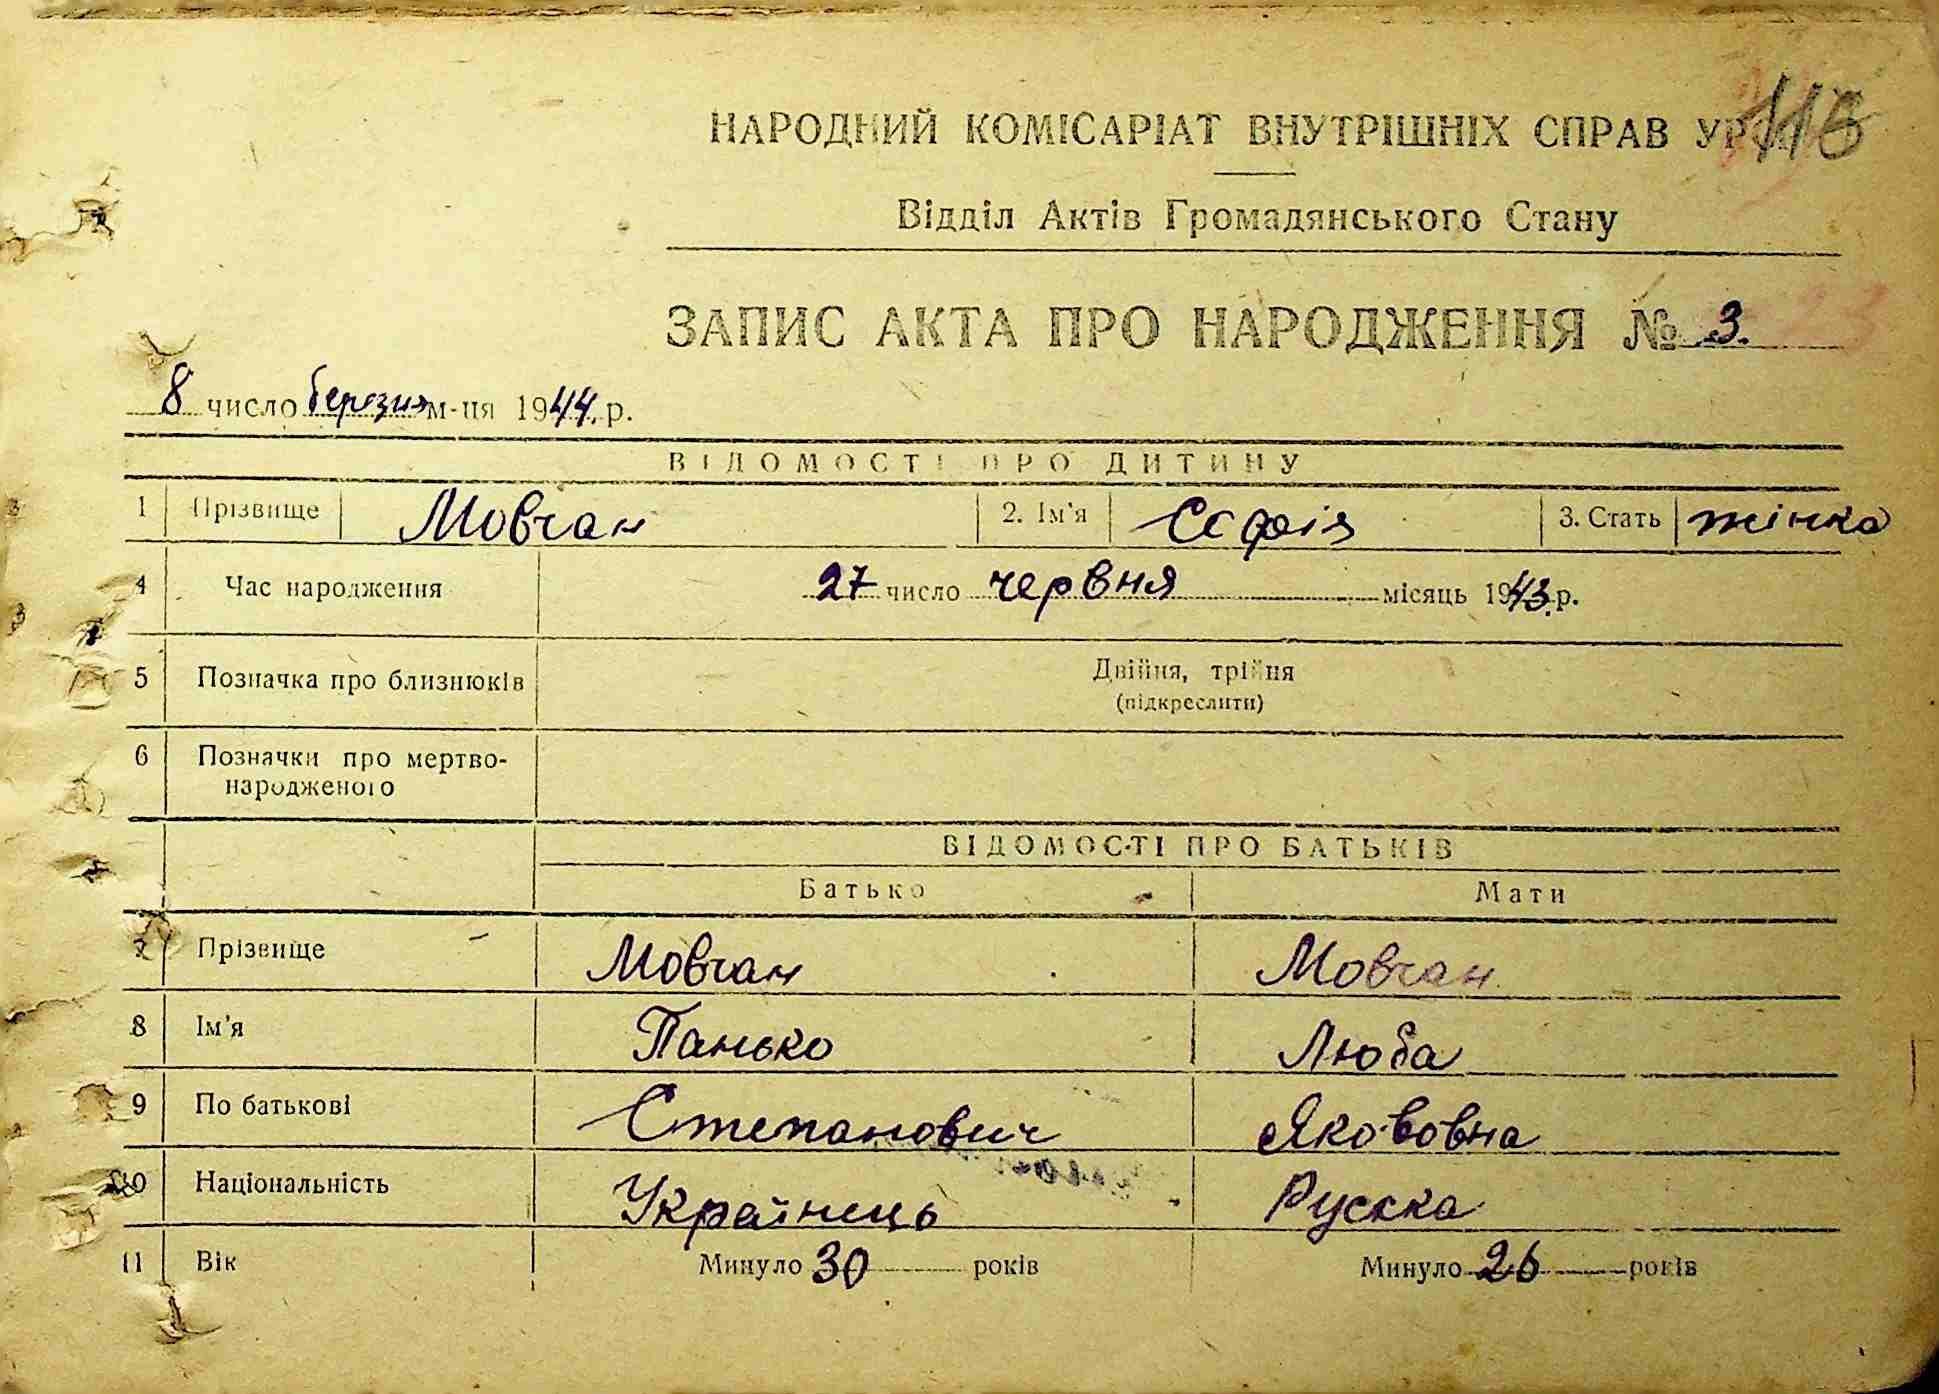 115
НАРОДНИЙ КОМІСАРІАТ ВНУТРІШНІХ СПРАВ
Відділ Актів Громадянського Стану
ЗАПИС АКТА ПРО НАРОДЖЕННЯ № 3.
8 число березня м-ця 1944. р.
ВІДОМОСТІ ПРО ДИТИНУ
1 Прізвище Мовчан 2. Ім'я Софія 3. Стать жінка
4 Час народження 27 число червня місяць 1943. р.
5 Позначка про близнюків Двійня, трійня
(підкреслити)
6 Позначки про мертво-
народженого
ВІДОМОСТІ ПРО БАТЬКІВ
Батько Мати
7 Прізвище Мовчан Мовчан
8 Ім'я Панько Люба
9 По батькові Степанович Якововна
10 Національність Українець Русска
11 Вік Минуло 30 років Минуло 26 років